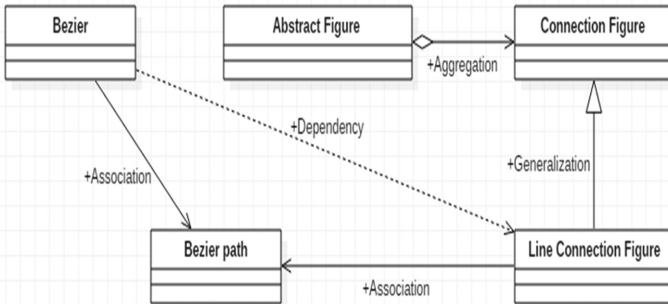 Bezier
Abstract Figure
Connection Figure
+Aggregation
+Dependency
+Association
+Generalization
Bezier path
Line Connection Figure
+Association